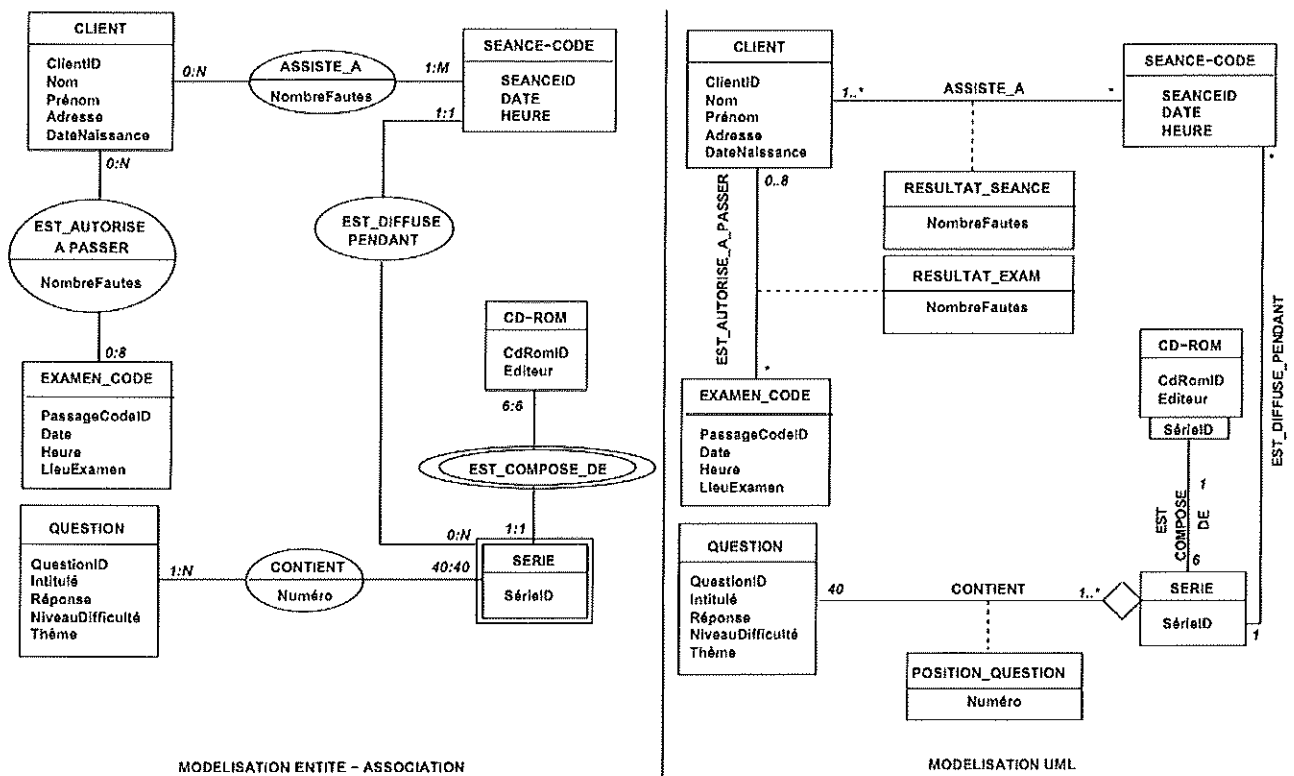 CLIENT
ClientID
Nom
Prénom
Adresse
DateNaissance
0:N
ASSISTE_A
NombreFautes
1:M
SEANCE-CODE
SEANCEID
DATE
HEURE
1:1
0:N
EST_AUTORISE
A PASSER
NombreFautes
0:8
EST_DIFFUSE
PENDANT
EXAMEN_CODE
PassageCodeID
Date
Heure
LieuExamen
CD-ROM
CdRomID
Editeur
6:6
EST_COMPOSE_DE
1:1
0:N
QUESTION
QuestionID
Intitulé
Réponse
NiveauDifficulté
Thème
1:N
CONTIENT
Numéro
40:40
SERIE
SérieID
MODELISATION ENTITE - ASSOCIATION
CLIENT
ClientID
Nom
Prénom
Adresse
DateNaissance
1..*
ASSISTE_A
*
SEANCE-CODE
SEANCEID
DATE
HEURE
*
0..8
EST_AUTORISE_A_PASSER
*
RESULTAT_SEANCE
NombreFautes
RESULTAT_EXAM
NombreFautes
EXAMEN_CODE
PassageCodeID
Date
Heure
LieuExamen
CD-ROM
CdRomID
Editeur
SérieID
EST_DIFFUSE_PENDANT
1
EST
COMPOSE
DE
6
QUESTION
QuestionID
Intitulé
Réponse
NiveauDifficulté
Thème
40
CONTIENT
1..*
SERIE
SérieID
1
POSITION_QUESTION
Numéro
MODELISATION UML